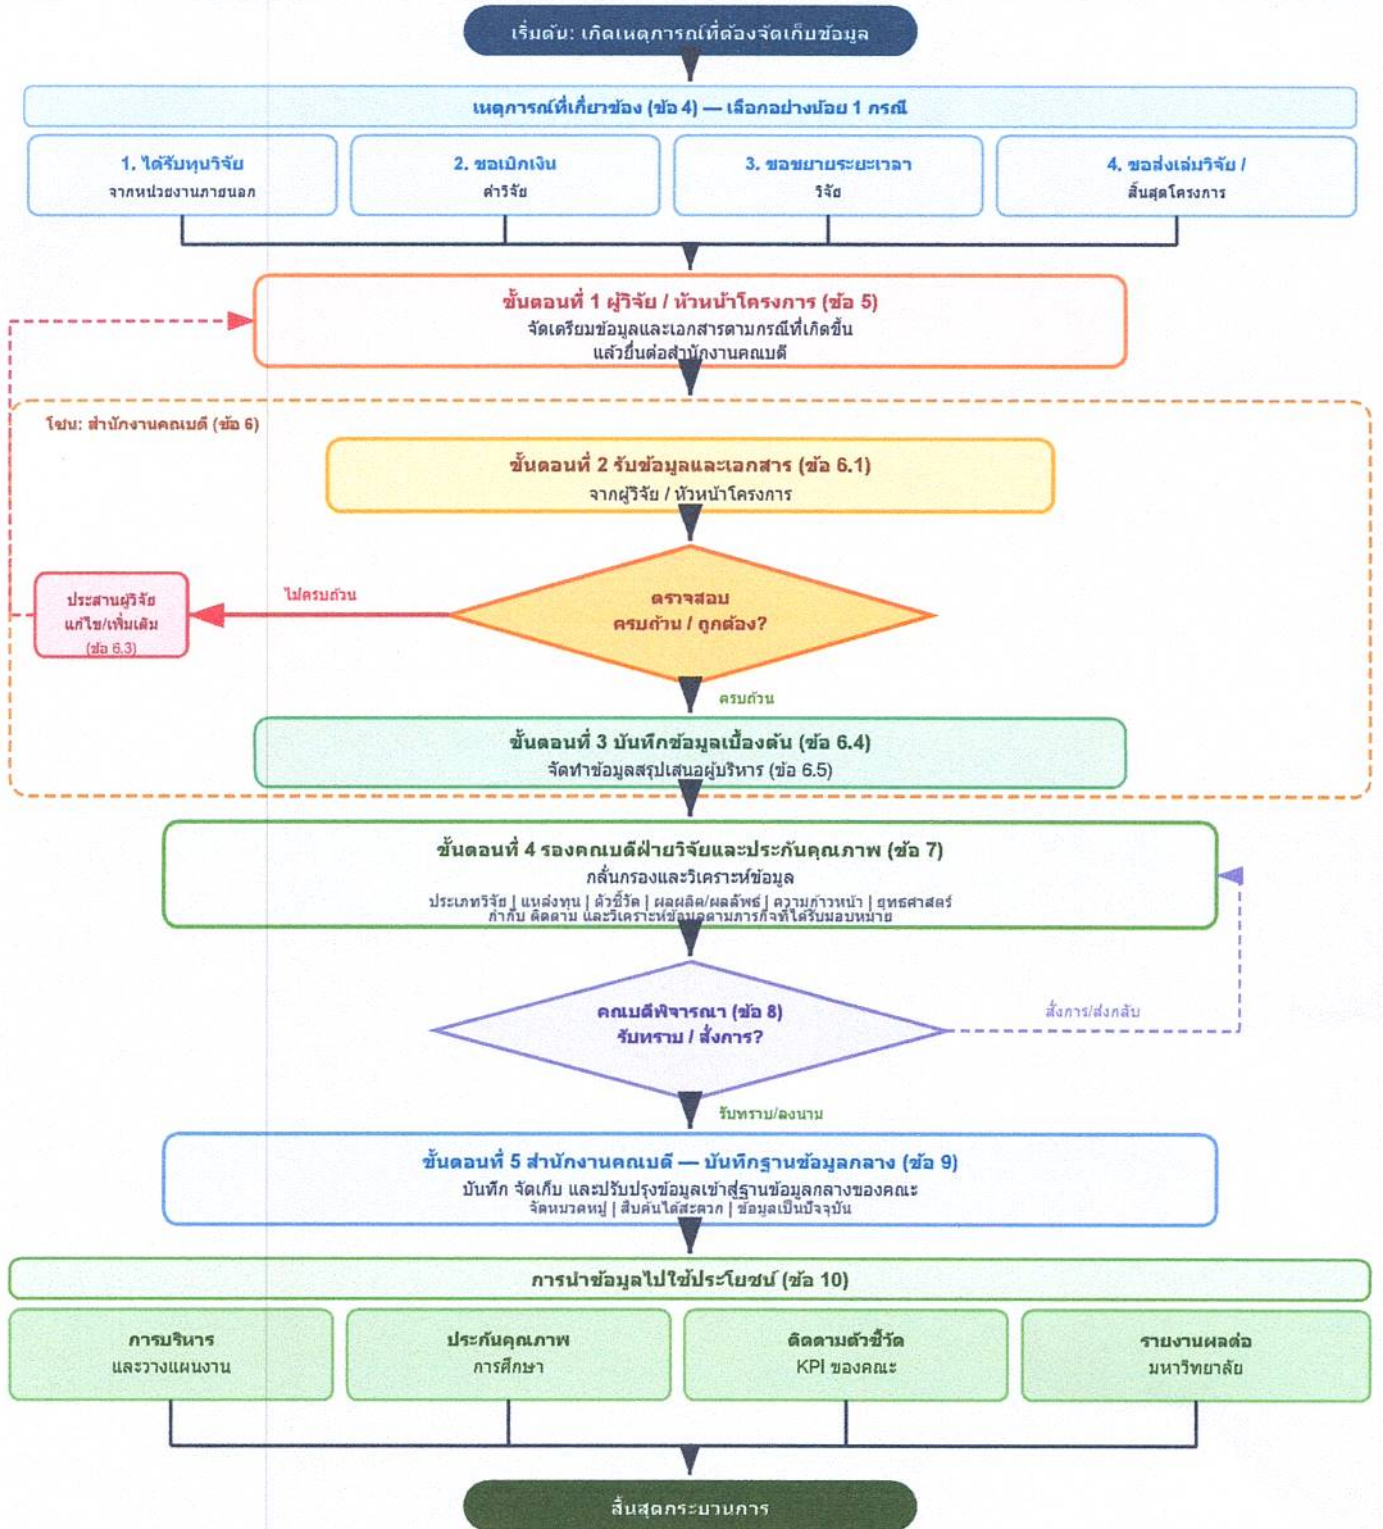 เริ่มต้น: เกิดเหตุการณ์ที่ต้องจัดเก็บข้อมูล
เหตุการณ์ที่เกี่ยวข้อง (ข้อ 4) — เลือกอย่างน้อย 1 กรณี
1. ได้รับทุนวิจัย
จากหน่วยงานภายนอก
2. ขอเบิกเงิน
ค่าวิจัย
3. ขอขยายระยะเวลา
วิจัย
4. ขอส่งเล่มวิจัย /
สิ้นสุดโครงการ
ขั้นตอนที่ 1 ผู้วิจัย / หัวหน้าโครงการ (ข้อ 5)
จัดเตรียมข้อมูลและเอกสารตามกรณีที่เกิดขึ้น
แล้วยื่นต่อสำนักงานคณบดี
โซน: สำนักงานคณบดี (ข้อ 6)
ขั้นตอนที่ 2 รับข้อมูลและเอกสาร (ข้อ 6.1)
จากผู้วิจัย / หัวหน้าโครงการ
ตรวจสอบ
ครบถ้วน / ถูกต้อง?
ไม่ครบถ้วน
ประสานผู้วิจัย
แก้ไข/เพิ่มเติม
(ข้อ 6.3)
ครบถ้วน
ขั้นตอนที่ 3 บันทึกข้อมูลเบื้องต้น (ข้อ 6.4)
จัดทำข้อมูลสรุปเสนอผู้บริหาร (ข้อ 6.5)
ขั้นตอนที่ 4 รองคณบดีฝ่ายวิจัยและประกันคุณภาพ (ข้อ 7)
กลั่นกรองและวิเคราะห์ข้อมูล
ประเภทวิจัย | แหล่งทุน | ตัวชี้วัด | ผลผลิต/ผลลัพธ์ | ความก้าวหน้า | ยุทธศาสตร์
กำกับ ติดตาม และวิเคราะห์ข้อมูลตามภารกิจที่ได้รับมอบหมาย
คณบดีพิจารณา (ข้อ 8)
รับทราบ / สั่งการ?
สั่งการ/ส่งกลับ
รับทราบ/ลงนาม
ขั้นตอนที่ 5 สำนักงานคณบดี — บันทึกฐานข้อมูลกลาง (ข้อ 9)
บันทึก จัดเก็บ และปรับปรุงข้อมูลเข้าสู่ฐานข้อมูลกลางของคณะ
จัดหมวดหมู่ | สืบค้นได้สะดวก | ข้อมูลเป็นปัจจุบัน
การนำข้อมูลไปใช้ประโยชน์ (ข้อ 10)
การบริหาร
และวางแผนงาน
ประกันคุณภาพ
การศึกษา
ติดตามตัวชี้วัด
KPI ของคณะ
รายงานผลต่อ
มหาวิทยาลัย
สิ้นสุดกระบวนการ